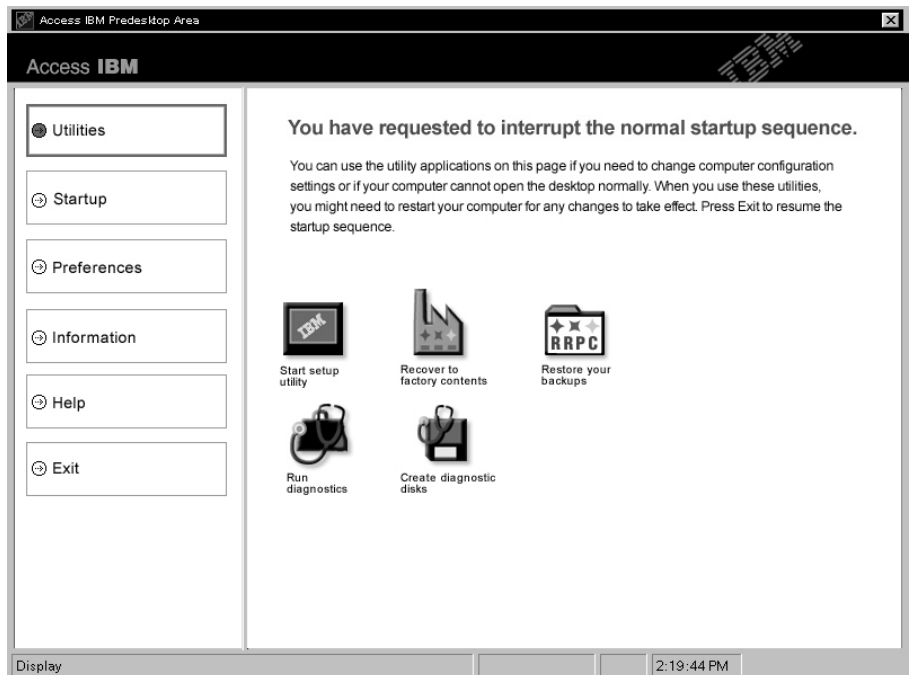 Access IBM Predesktop Area
Access IBM
IBM
Utilities
Startup
Preferences
Information
Help
Exit
You have requested to interrupt the normal startup sequence.
You can use the utility applications on this page if you need to change computer configuration
settings or if your computer cannot open the desktop normally. When you use these utilities,
you might need to restart your computer for any changes to take effect. Press Exit to resume the
startup sequence.
IBM
Start setup
utility
Recover to
factory contents
RRPC
Restore your
backups
Run
diagnostics
Create diagnostic
disks
Display
2:19:44 PM